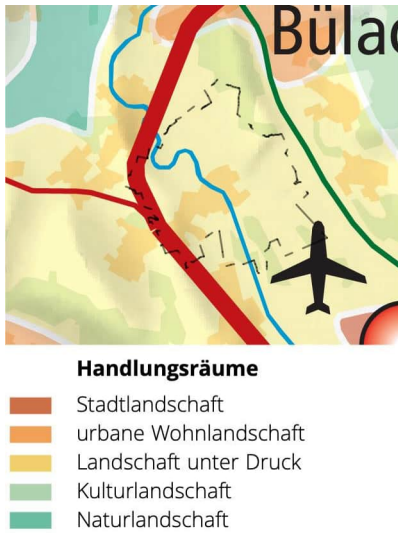 Bülac
Handlungsräume
Stadtlandschaft
urbane Wohnlandschaft
Landschaft unter Druck
Kulturlandschaft
Naturlandschaft